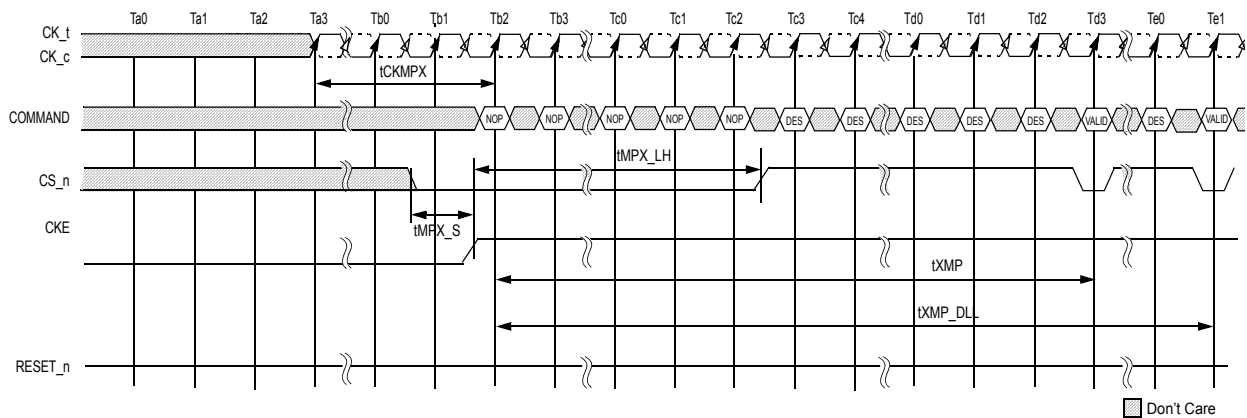 Ta0 Ta1 Ta2 Ta3 Tb0 Tb1 Tb2 Tb3 Tc0 Tc1 Tc2 Tc3 Tc4 Td0 Td1 Td2 Td3 Te0 Te1
CK_t
CK_c
tCKMPX
COMMAND NOP NOP NOP NOP NOP DES DES DES DES DES VALID DES VALID
tMPX_LH
CS_n
tMPX_S
CKE
tXMP
tXMP_DLL
RESET_n
Don't Care